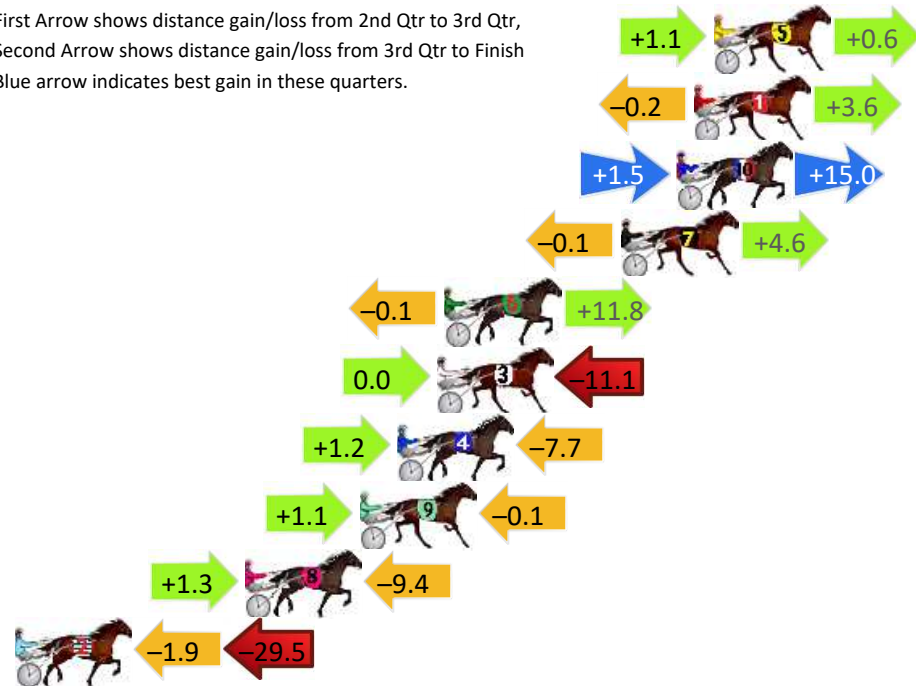 First Arrow shows distance gain/loss from 2nd Qtr to 3rd Qtr,
Second Arrow shows distance gain/loss from 3rd Qtr to Finish
Blue arrow indicates best gain in these quarters.
+1.1 5 +0.6
−0.2 1 +3.6
+1.5 10 +15.0
−0.1 7 +4.6
−0.1 6 +11.8
0.0 3 −11.1
+1.2 4 −7.7
+1.1 9 −0.1
+1.3 8 −9.4
2 −1.9 −29.5